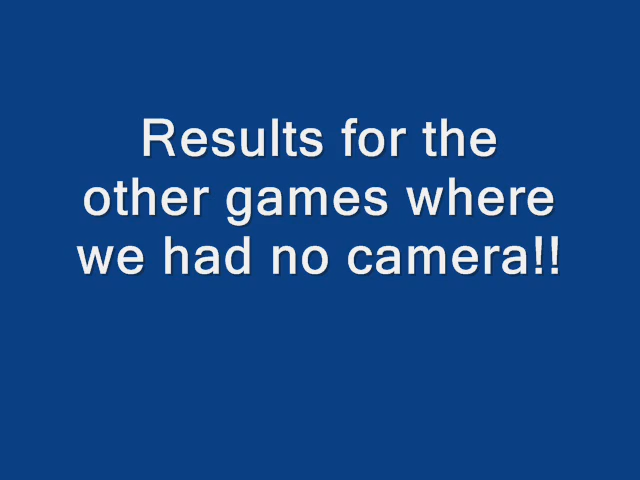 Results for the
other games where
we had no camera!!